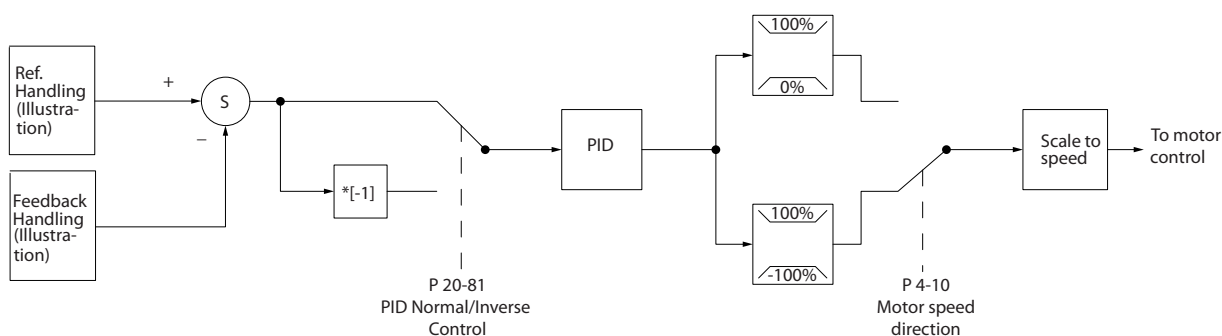 Ref.
Handling
(Illustra-
tion)
+
S
–
Feedback
Handling
(Illustra-
tion)
*[-1]
P 20-81
PID Normal/Inverse
Control
PID
100%
0%
100%
-100%
P 4-10
Motor speed
direction
Scale to
speed
To motor
control